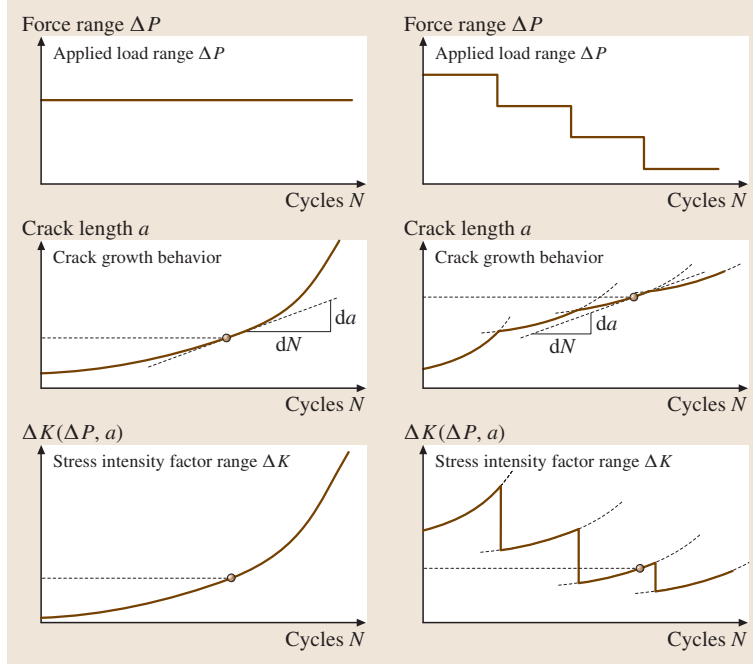 Force range ΔP
Applied load range ΔP
Cycles N
Crack length a
Crack growth behavior
da
dN
Cycles N
ΔK(ΔP, a)
Stress intensity factor range ΔK
Cycles N
Force range ΔP
Applied load range ΔP
Cycles N
Crack length a
Crack growth behavior
da
dN
Cycles N
ΔK(ΔP, a)
Stress intensity factor range ΔK
Cycles N